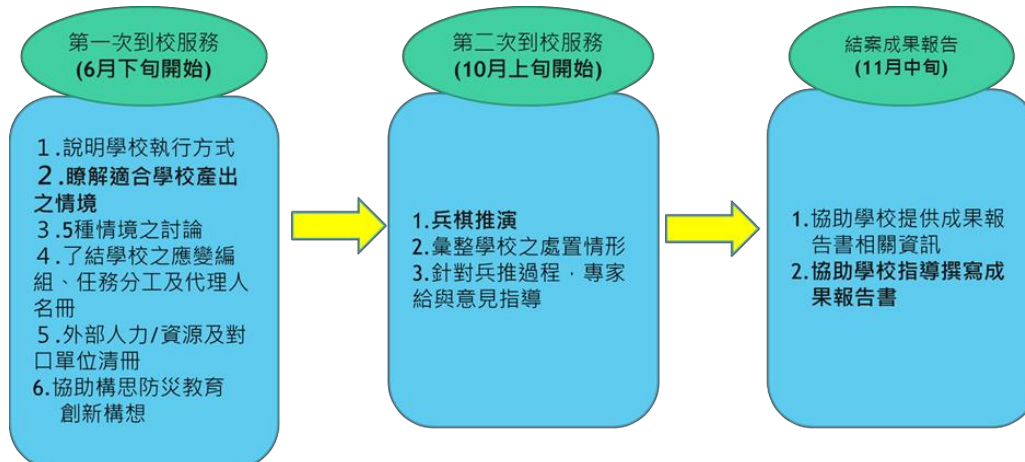 第一次到校服務
(6月下旬開始)
1.說明學校執行方式
2.瞭解適合學校產出
之情境
3.5種情境之討論
4.了結學校之應變編
組、任務分工及代理人
名冊
5.外部人力/資源及對
口單位清冊
6.協助構思防災教育
創新構想
第二次到校服務
(10月上旬開始)
1.兵棋推演
2.彙整學校之處置情形
3.針對兵推過程，專家
給與意見指導
結案成果報告
(11月中旬)
1.協助學校提供成果報
告書相關資訊
2.協助學校指導撰寫成
果報告書